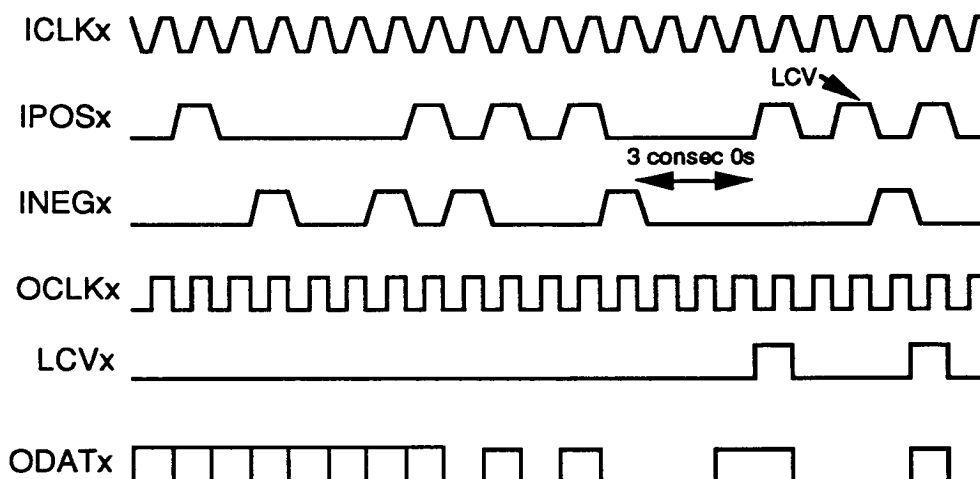 ICLKx
LCV
IPOSx
3 consec 0s
INEGx
OCLKx
LCVx
ODATx